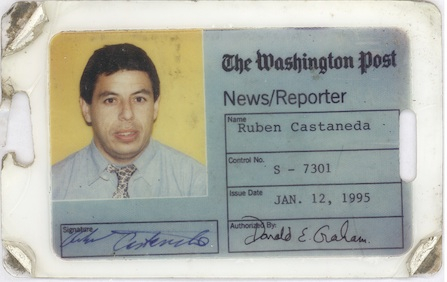 The Washington Post
News/Reporter
Name
Ruben Castaneda
Control No.
S - 7301
Issue Date
JAN. 12, 1995
Signature
Ruben Castaneda
Authorized By:
Donald E. Graham